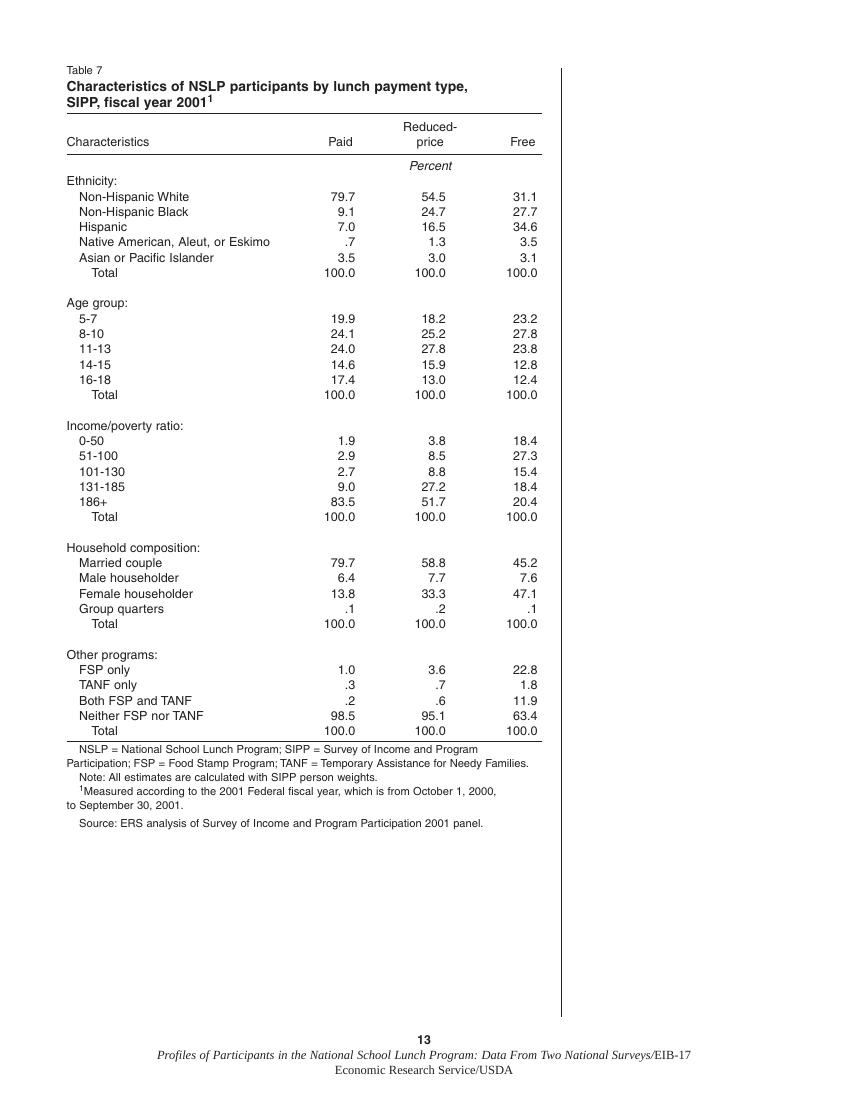 Table 7
Characteristics of NSLP participants by lunch payment type,
SIPP, fiscal year 2001¹
Reduced-
Characteristics Paid price Free
Percent
Ethnicity:
Non-Hispanic White 79.7 54.5 31.1
Non-Hispanic Black 9.1 24.7 27.7
Hispanic 7.0 16.5 34.6
Native American, Aleut, or Eskimo .7 1.3 3.5
Asian or Pacific Islander 3.5 3.0 3.1
Total 100.0 100.0 100.0
Age group:
5-7 19.9 18.2 23.2
8-10 24.1 25.2 27.8
11-13 24.0 27.8 23.8
14-15 14.6 15.9 12.8
16-18 17.4 13.0 12.4
Total 100.0 100.0 100.0
Income/poverty ratio:
0-50 1.9 3.8 18.4
51-100 2.9 8.5 27.3
101-130 2.7 8.8 15.4
131-185 9.0 27.2 18.4
186+ 83.5 51.7 20.4
Total 100.0 100.0 100.0
Household composition:
Married couple 79.7 58.8 45.2
Male householder 6.4 7.7 7.6
Female householder 13.8 33.3 47.1
Group quarters .1 .2 .1
Total 100.0 100.0 100.0
Other programs:
FSP only 1.0 3.6 22.8
TANF only .3 .7 1.8
Both FSP and TANF .2 .6 11.9
Neither FSP nor TANF 98.5 95.1 63.4
Total 100.0 100.0 100.0
NSLP = National School Lunch Program; SIPP = Survey of Income and Program
Participation; FSP = Food Stamp Program; TANF = Temporary Assistance for Needy Families.
Note: All estimates are calculated with SIPP person weights.
¹Measured according to the 2001 Federal fiscal year, which is from October 1, 2000,
to September 30, 2001.
Source: ERS analysis of Survey of Income and Program Participation 2001 panel.
13
Profiles of Participants in the National School Lunch Program: Data From Two National Surveys/EIB-17
Economic Research Service/USDA